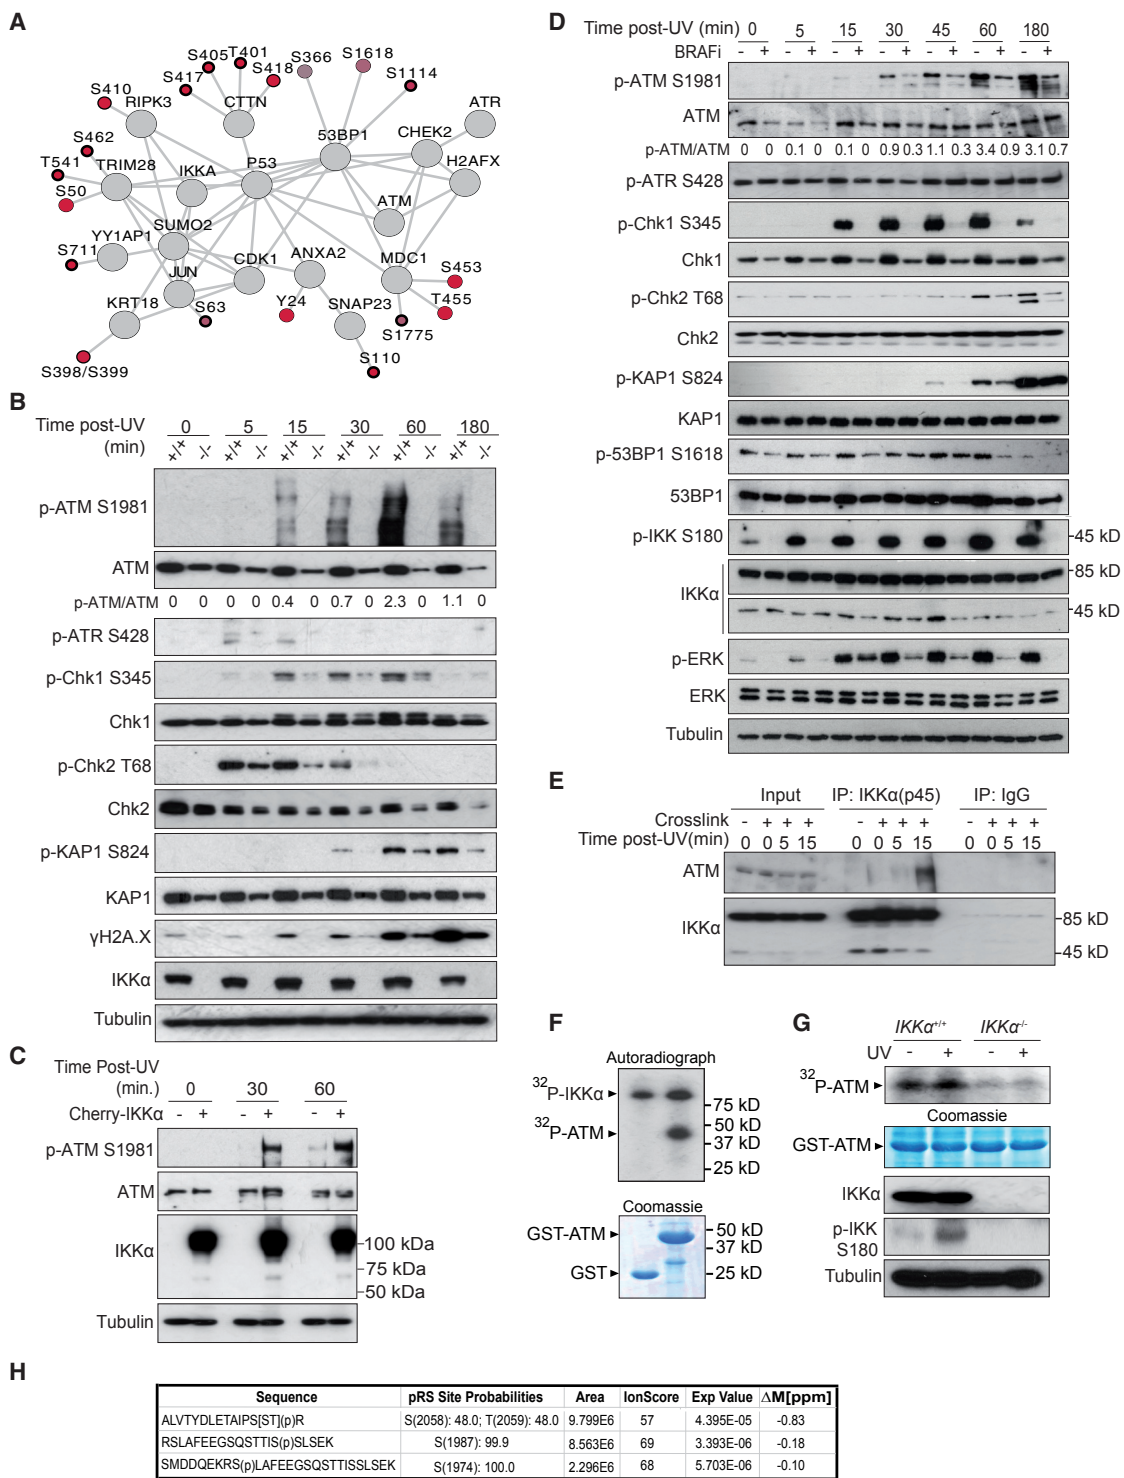 A
S405 T401
S417 S418 S366 S1618
S1114
S410 RIPK3 CTTN ATR
53BP1 CHEK2
S462
T541 TRIM28 IKKA P53 H2AFX
S50 ATM
SUMO2
YY1AP1
S711 CDK1 ANXA2 MDC1
JUN S453
KRT18 S63 Y24 SNAP23 T455
S1775
S110
S398/S399
B
Time post-UV (min) 0 5 15 30 60 180
+/+ -/- +/+ -/- +/+ -/- +/+ -/- +/+ -/- +/+ -/-
p-ATM S1981
ATM
p-ATM/ATM 0 0 0 0 0.4 0 0.7 0 2.3 0 1.1 0
p-ATR S428
p-Chk1 S345
Chk1
p-Chk2 T68
Chk2
p-KAP1 S824
KAP1
γH2A.X
IKKα
Tubulin
C
Time Post-UV
(min.) 0 30 60
Cherry-IKKα - + - + - +
p-ATM S1981
ATM
IKKα
100 kDa
75 kDa
50 kDa
Tubulin
D
Time post-UV (min) 0 5 15 30 45 60 180
BRAFi - + - + - + - + - + - + - +
p-ATM S1981
ATM
p-ATM/ATM 0 0 0.1 0 0.1 0 0.9 0.3 1.1 0.3 3.4 0.9 3.1 0.7
p-ATR S428
p-Chk1 S345
Chk1
p-Chk2 T68
Chk2
p-KAP1 S824
KAP1
p-53BP1 S1618
53BP1
p-IKK S180 45 kD
IKKα 85 kD
45 kD
p-ERK
ERK
Tubulin
E
Input IP: IKKα(p45) IP: IgG
Crosslink - + + + - + + + - + + +
Time post-UV(min) 0 0 5 15 0 0 5 15 0 0 5 15
ATM
IKKα 85 kD
45 kD
F
Autoradiograph
32P-IKKα
75 kD
32P-ATM 50 kD
37 kD
25 kD
Coomassie
GST-ATM 50 kD
37 kD
GST 25 kD
G
IKKα+/+ IKKα-/-
UV - + - +
32P-ATM
Coomassie
GST-ATM
IKKα
p-IKK
S180
Tubulin
H
Sequence pRS Site Probabilities Area IonScore Exp Value ΔM[ppm]
ALVTYDLETAIPS[ST](p)R S(2058): 48.0; T(2059): 48.0 9.799E6 57 4.395E-05 -0.83
RSLAFEEGSQSTTIS(p)SLSEK S(1987): 99.9 8.563E6 69 3.393E-06 -0.18
SMDDQEKRS(p)LAFEEGSQSTTISSLSEK S(1974): 100.0 2.296E6 68 5.703E-06 -0.10